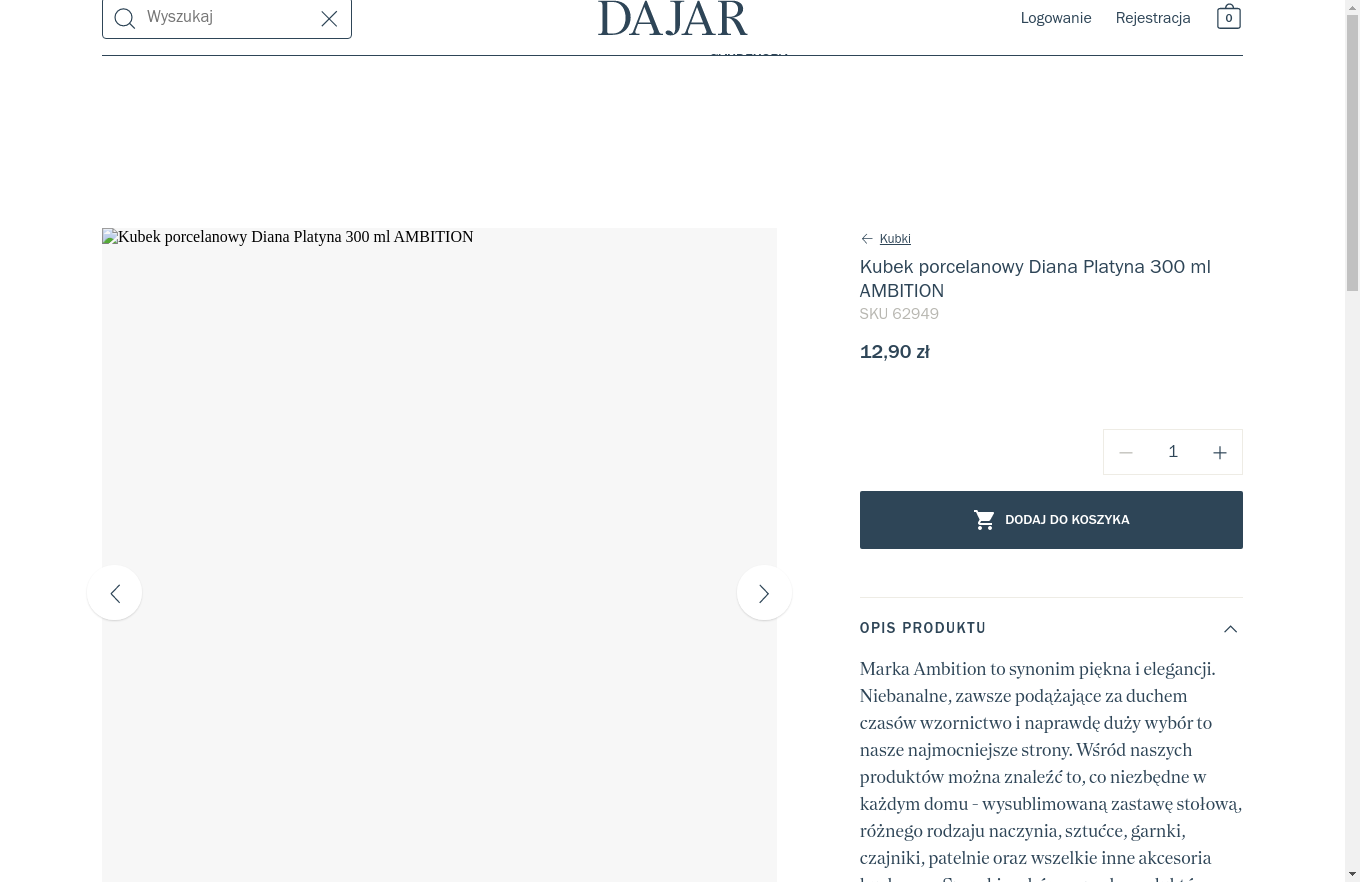 Wyszukaj
DAJAR
Logowanie
Rejestracja
0
Kubek porcelanowy Diana Platyna 300 ml AMBITION
Kubki
Kubek porcelanowy Diana Platyna 300 ml
AMBITION
SKU 62949
12,90 zł
1
DODAJ DO KOSZYKA
OPIS PRODUKTU
Marka Ambition to synonim piękna i elegancji.
Niebanalne, zawsze podążające za duchem
czasów wzornictwo i naprawdę duży wybór to
nasze najmocniejsze strony. Wśród naszych
produktów można znaleźć to, co niezbędne w
każdym domu - wysublimowaną zastawę stołową,
różnego rodzaju naczynia, sztućce, garnki,
czajniki, patelnie oraz wszelkie inne akcesoria